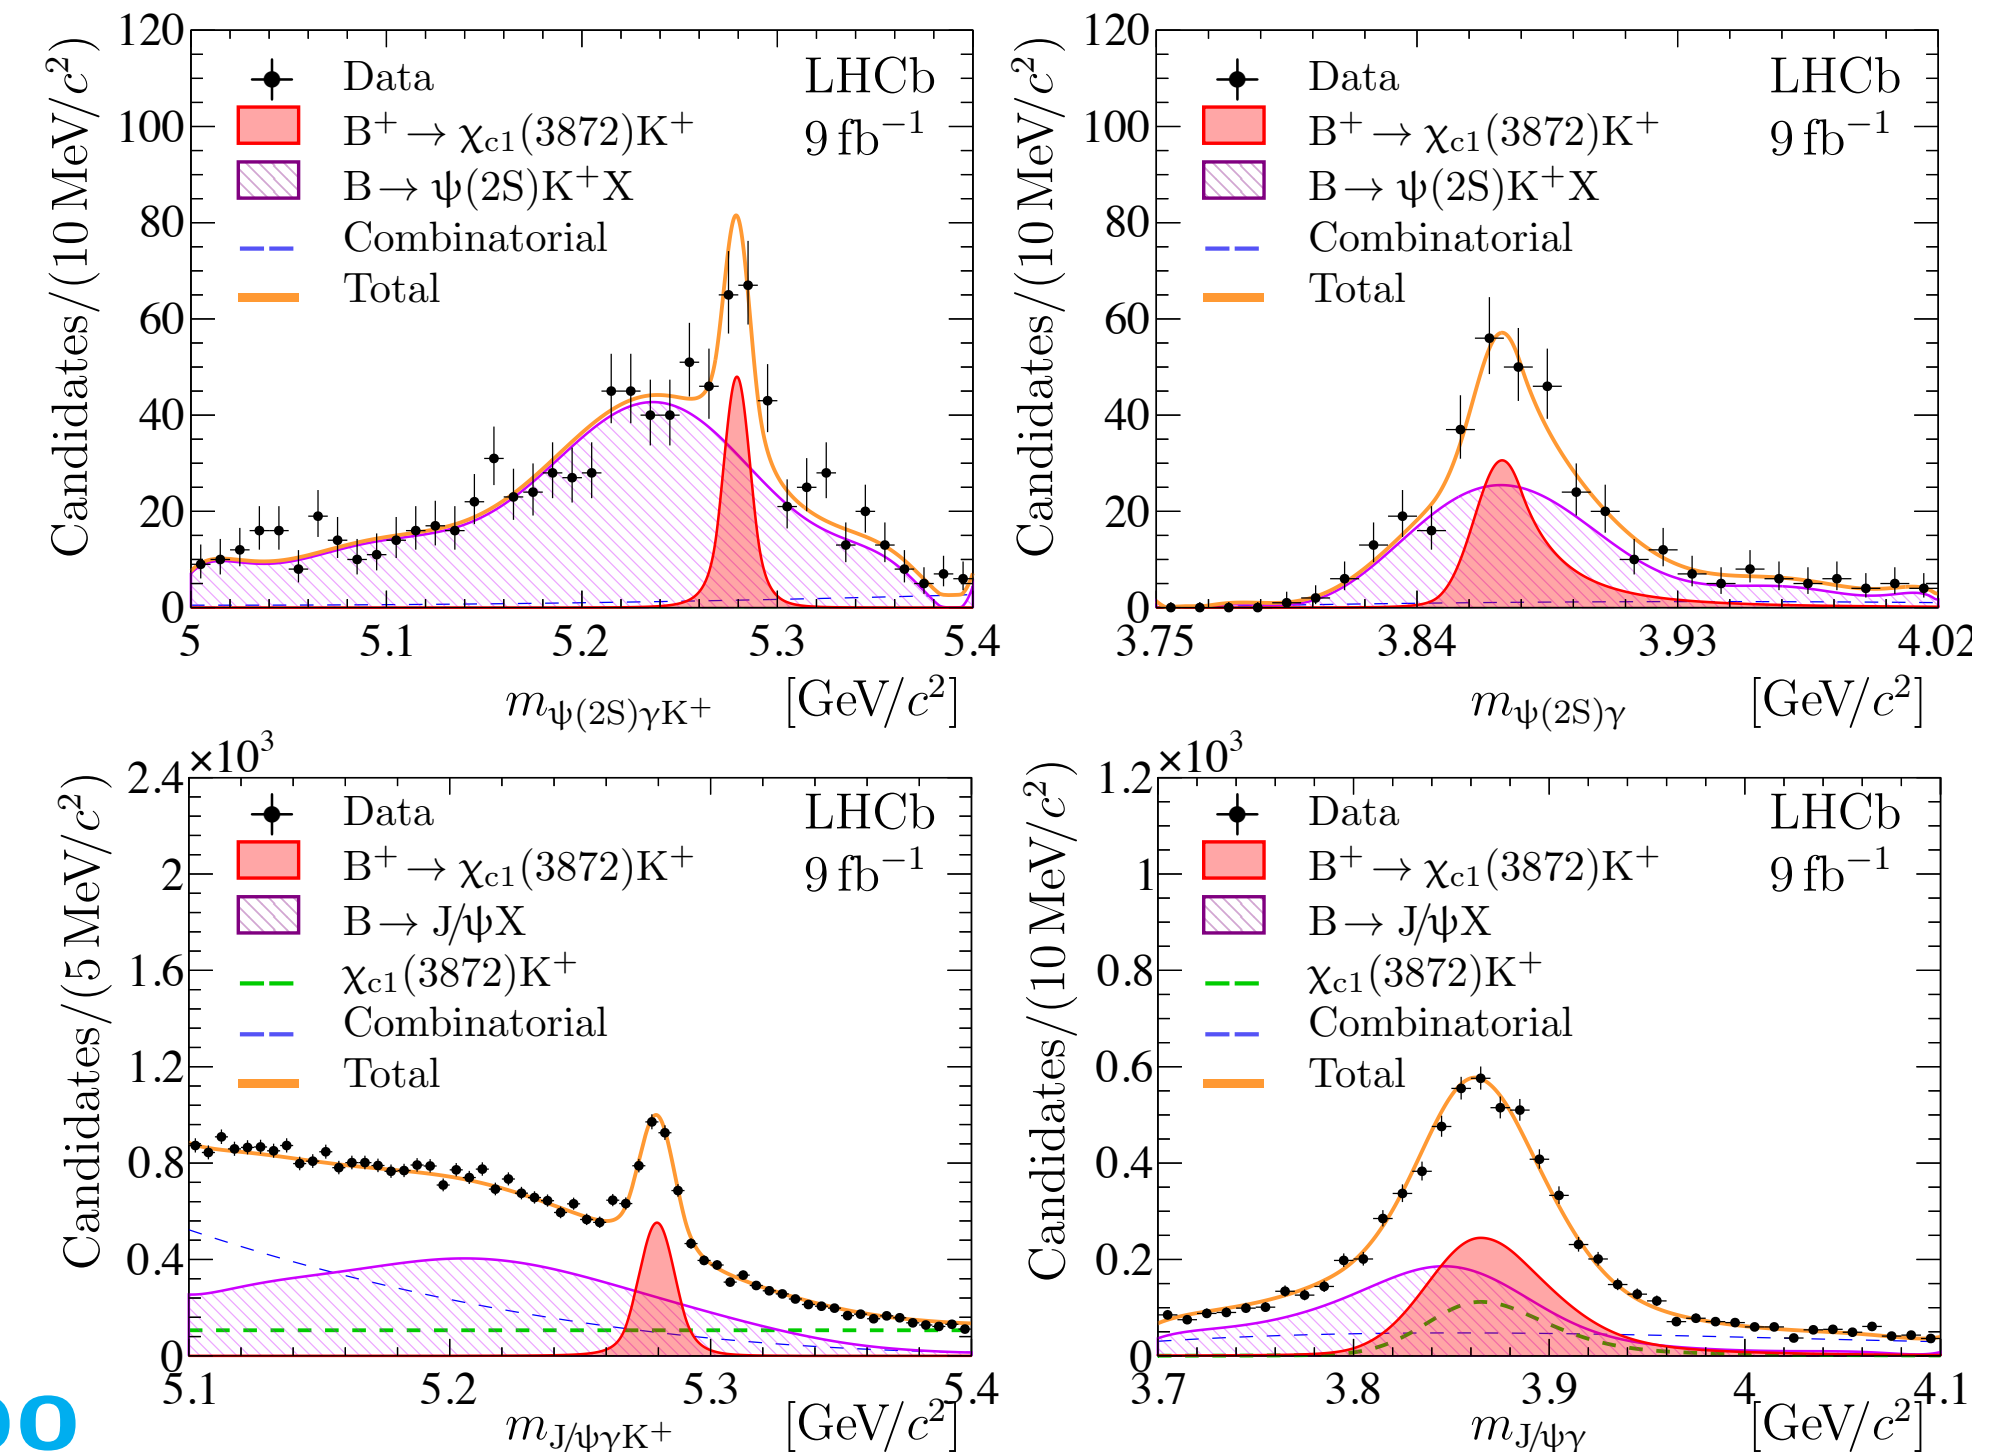 120
100
80
60
40
20
0
Candidates/(10 MeV/c²)
Data
B⁺ → χc1(3872)K⁺
B → ψ(2S)K⁺X
Combinatorial
Total
LHCb
9 fb⁻¹
5 5.1 5.2 5.3 5.4
mψ(2S)γK⁺ [GeV/c²]
120
100
80
60
40
20
0
Candidates/(10 MeV/c²)
Data
B⁺ → χc1(3872)K⁺
B → ψ(2S)K⁺X
Combinatorial
Total
LHCb
9 fb⁻¹
3.75 3.84 3.93 4.02
mψ(2S)γ [GeV/c²]
×10³
2.4
2
1.6
1.2
0.8
0.4
0
Candidates/(5 MeV/c²)
Data
B⁺ → χc1(3872)K⁺
B → J/ψX
χc1(3872)K⁺
Combinatorial
Total
LHCb
9 fb⁻¹
5.1 5.2 5.3 5.4
mJ/ψγK⁺ [GeV/c²]
×10³
1.2
1
0.8
0.6
0.4
0.2
0
Candidates/(10 MeV/c²)
Data
B⁺ → χc1(3872)K⁺
B → J/ψX
χc1(3872)K⁺
Combinatorial
Total
LHCb
9 fb⁻¹
3.7 3.8 3.9 4 4.1
mJ/ψγ [GeV/c²]